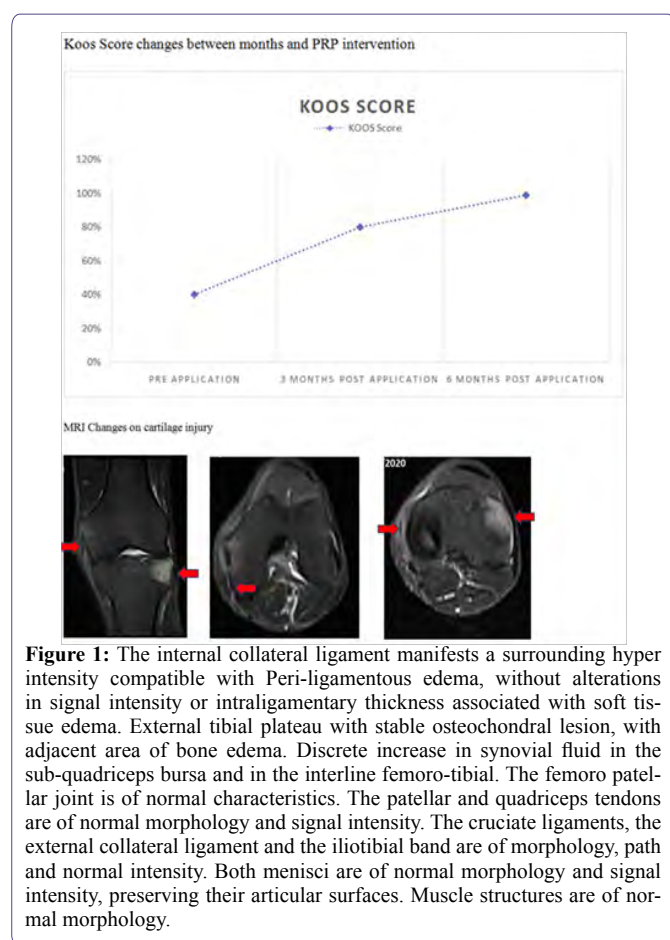 Koos Score changes between months and PRP intervention
KOOS SCORE
KOOS Score
120%
100%
80%
60%
40%
20%
0%
PRE APPLICATION 3 MONTHS POST APPLICATION 6 MONTHS POST APPLICATION
MRI Changes on cartilage injury
2020
Figure 1: The internal collateral ligament manifests a surrounding hyper
intensity compatible with Peri-ligamentous edema, without alterations
in signal intensity or intraligamentary thickness associated with soft tis-
sue edema. External tibial plateau with stable osteochondral lesion, with
adjacent area of bone edema. Discrete increase in synovial fluid in the
sub-quadriceps bursa and in the interline femoro-tibial. The femoro patel-
lar joint is of normal characteristics. The patellar and quadriceps tendons
are of normal morphology and signal intensity. The cruciate ligaments, the
external collateral ligament and the iliotibial band are of morphology, path
and normal intensity. Both menisci are of normal morphology and signal
intensity, preserving their articular surfaces. Muscle structures are of nor-
mal morphology.